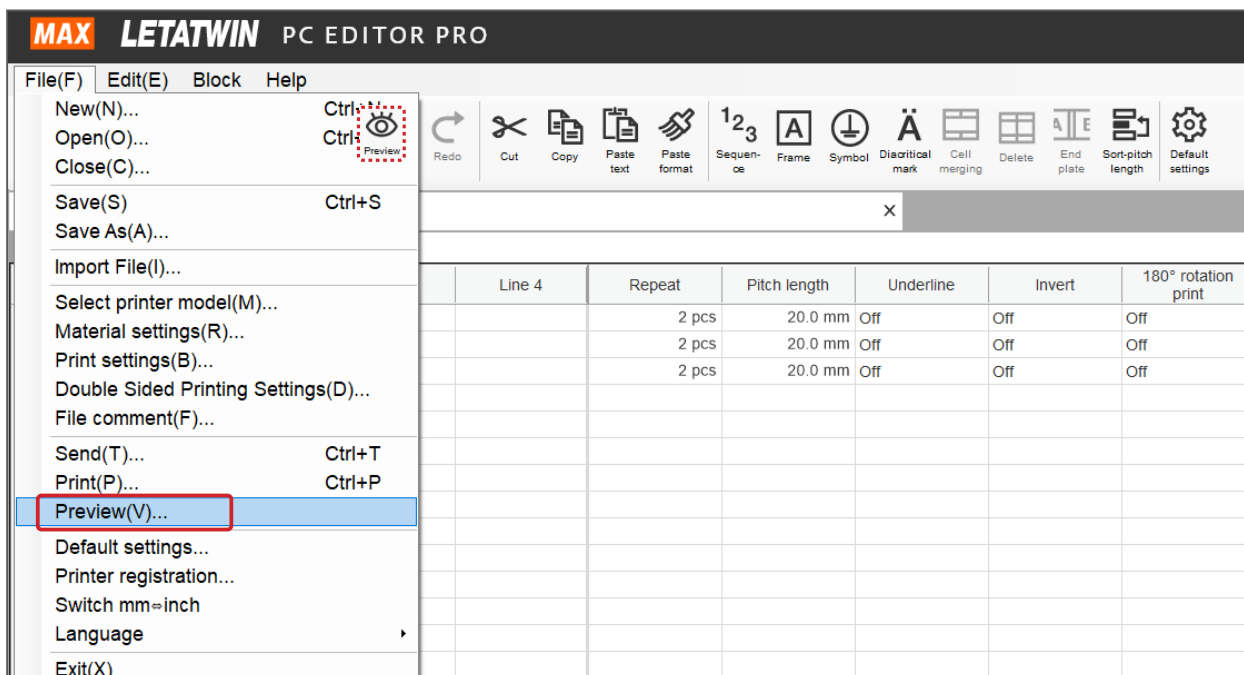 MAX LETATWIN PC EDITOR PRO
File(F) Edit(E) Block Help
New(N)...
Open(O)...
Close(C)...
Save(S) Ctrl+S
Save As(A)...
Import File(I)...
Select printer model(M)...
Material settings(R)...
Print settings(B)...
Double Sided Printing Settings(D)...
File comment(F)...
Send(T)... Ctrl+T
Print(P)... Ctrl+P
Preview(V)...
Default settings...
Printer registration...
Switch mm⇔inch
Language
Exit(X)
Preview
Redo
Cut
Copy
Paste
text
Paste
format
123
Sequen-
ce
A
Frame
Symbol
Ä
Diacritical
mark
Cell
merging
Delete
A E
End
plate
Sort-pitch
length
Default
settings
X
Line 4 Repeat Pitch length Underline Invert 180° rotation
print
2 pcs 20.0 mm Off Off Off
2 pcs 20.0 mm Off Off Off
2 pcs 20.0 mm Off Off Off